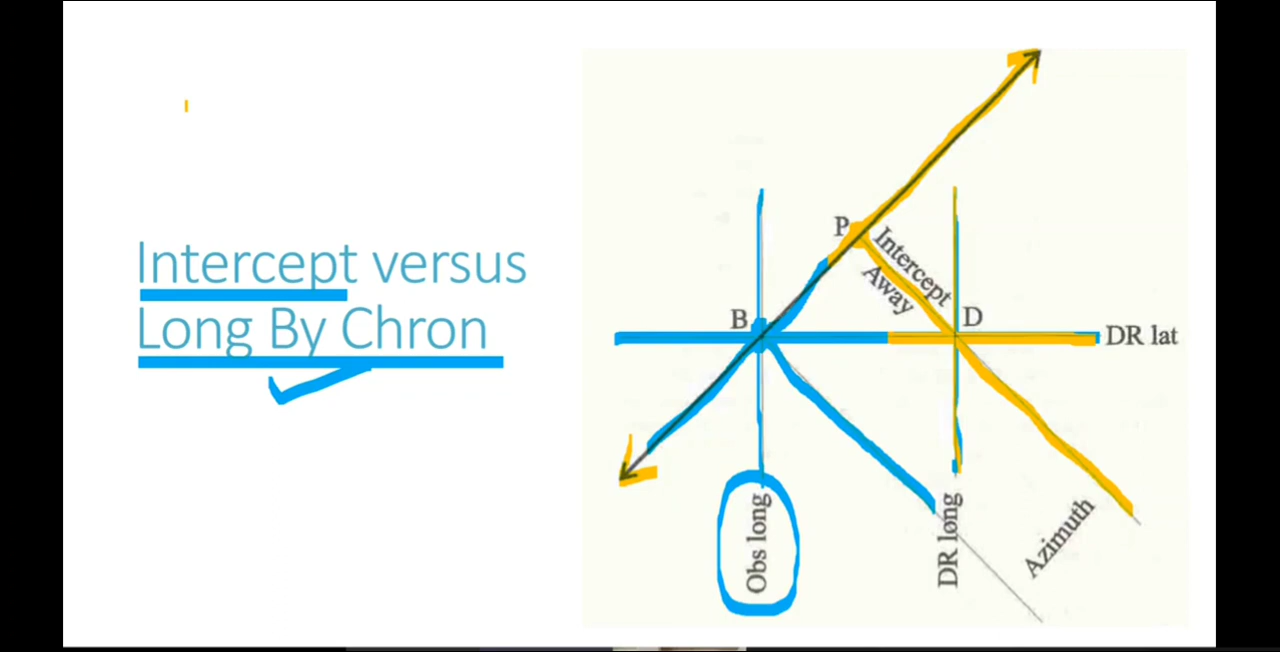 Intercept versus
Long By Chron
P
Intercept
Away
B
D
DR lat
Obs long
DR long
Azimuth